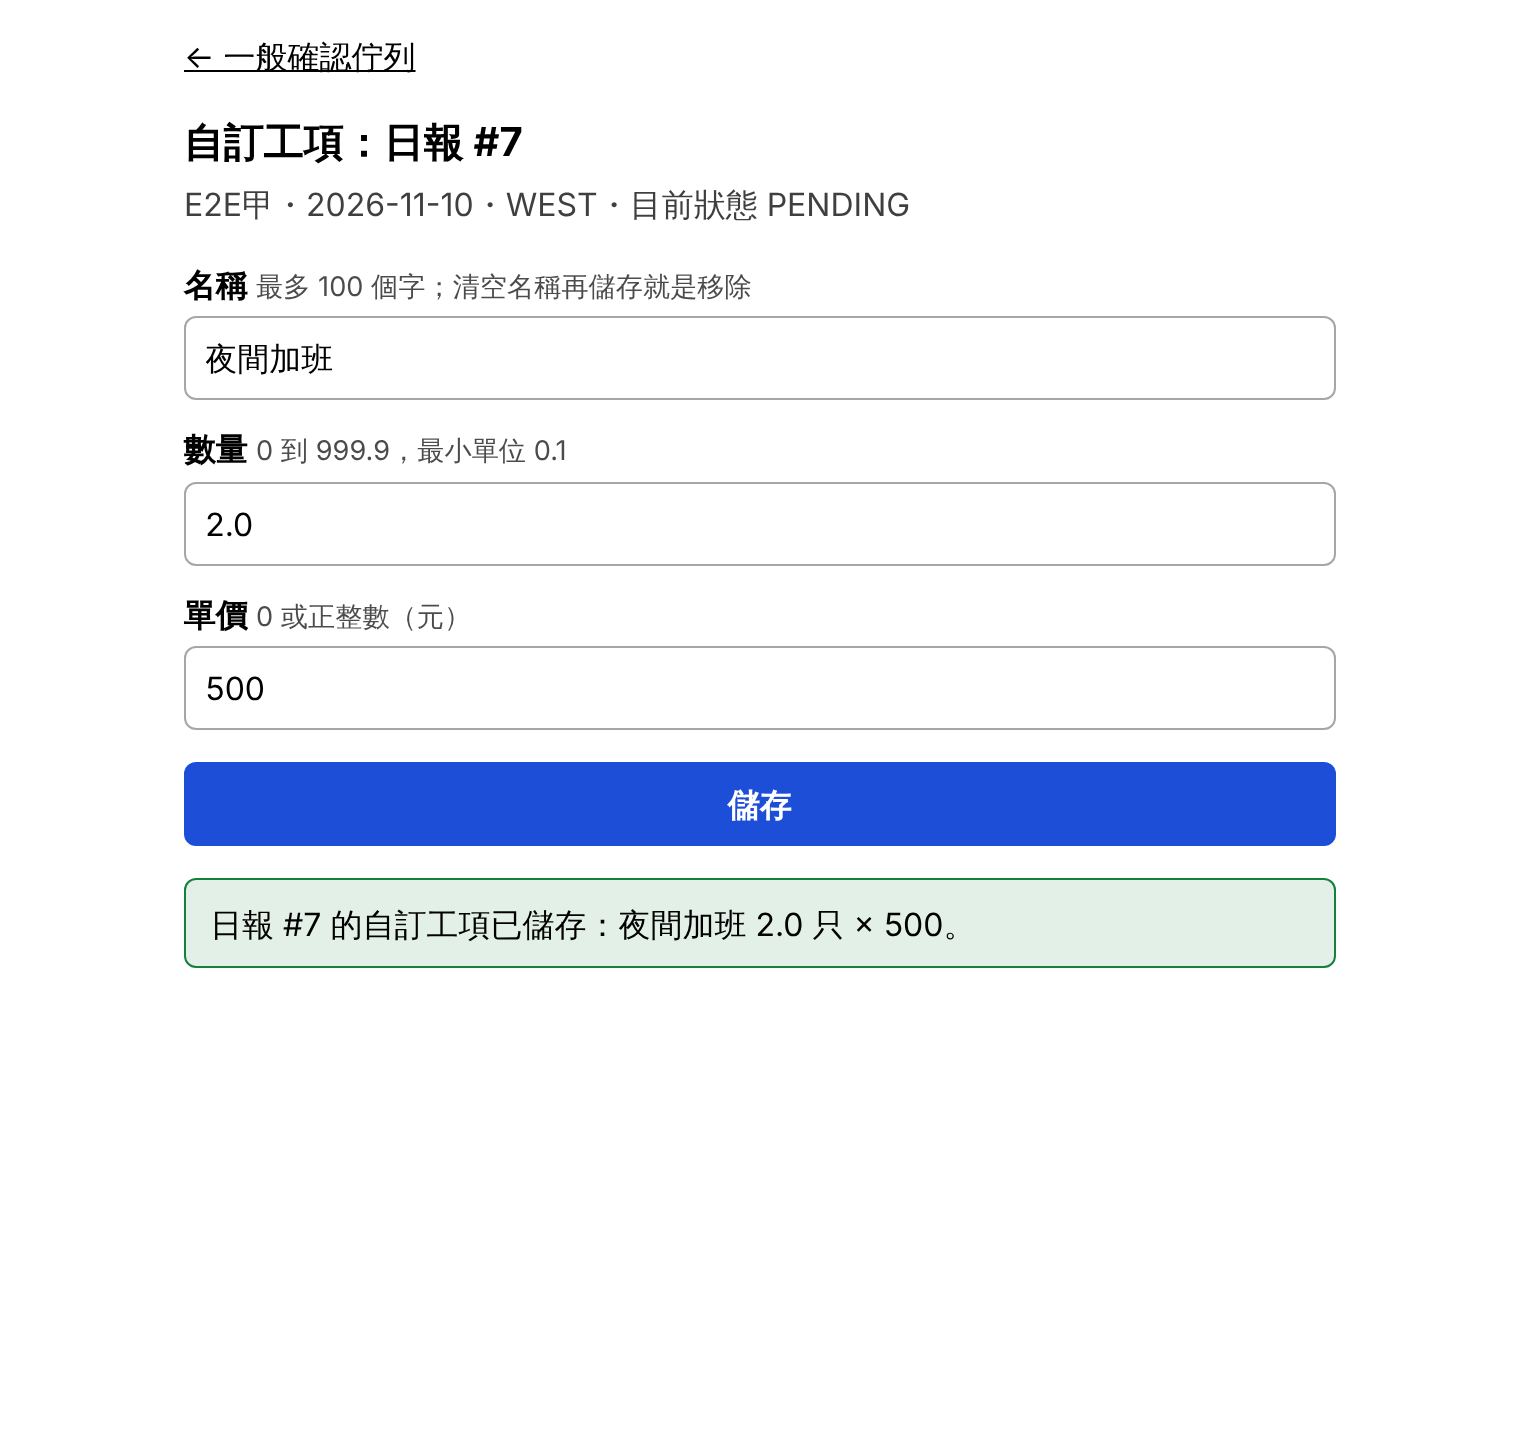 ← 一般確認佇列
自訂工項：日報 #7
E2E甲・2026-11-10・WEST・目前狀態 PENDING
名稱 最多 100 個字；清空名稱再儲存就是移除
夜間加班
數量 0 到 999.9，最小單位 0.1
2.0
單價 0 或正整數（元）
500
儲存
日報 #7 的自訂工項已儲存：夜間加班 2.0 只 × 500。